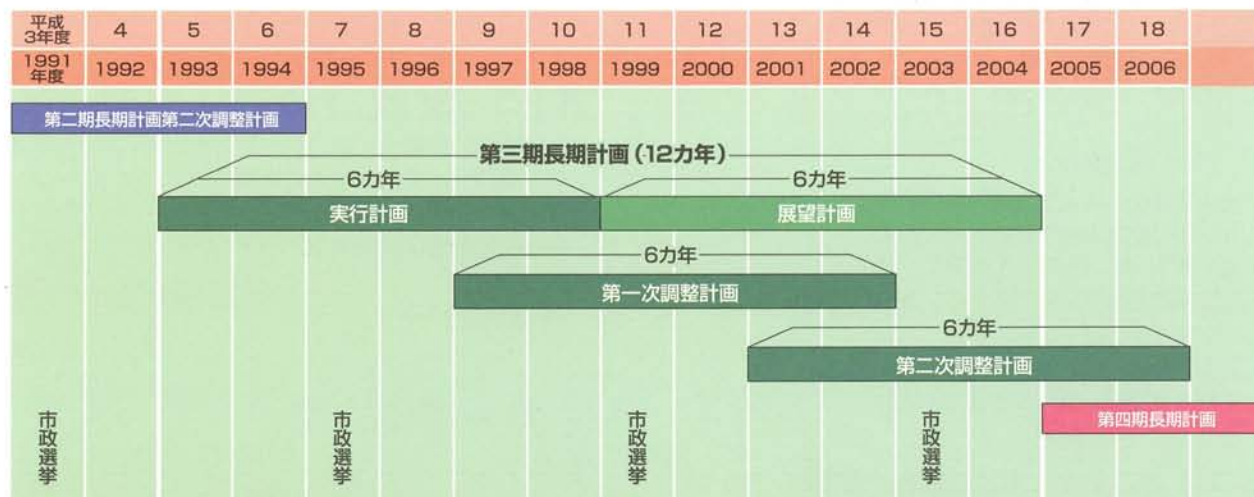 平成
3年度 4 5 6 7 8 9 10 11 12 13 14 15 16 17 18
1991
年度 1992 1993 1994 1995 1996 1997 1998 1999 2000 2001 2002 2003 2004 2005 2006
第二期長期計画第二次調整計画
第三期長期計画（12カ年）
6カ年 6カ年
実行計画 展望計画
6カ年
第一次調整計画
6カ年
第二次調整計画
第四期長期計画
市政選挙 市政選挙 市政選挙 市政選挙